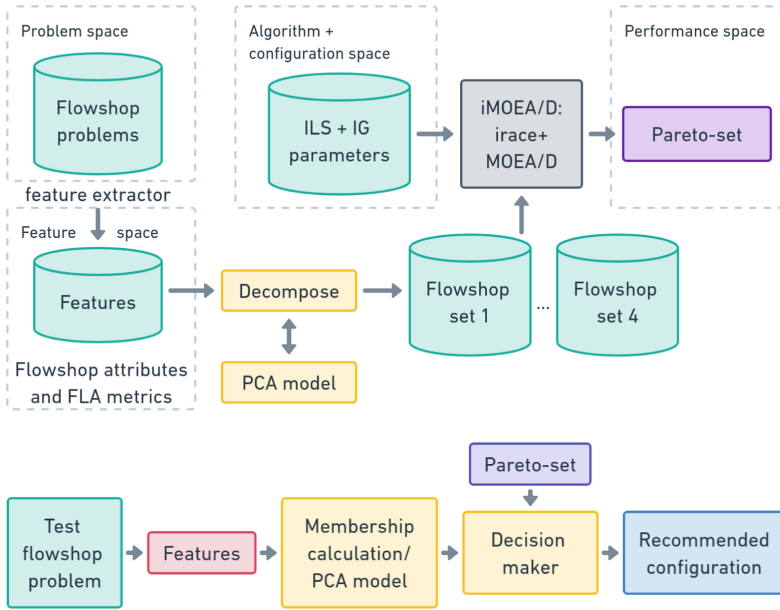 Problem space
Flowshop
problems
feature extractor
Feature space
Features
Flowshop attributes
and FLA metrics
Algorithm +
configuration space
ILS + IG
parameters
iMOEA/D:
irace+
MOEA/D
Performance space
Pareto-set
Decompose
PCA model
Flowshop
set 1
...
Flowshop
set 4
Pareto-set
Test
flowshop
problem
Features
Membership
calculation/
PCA model
Decision
maker
Recommended
configuration